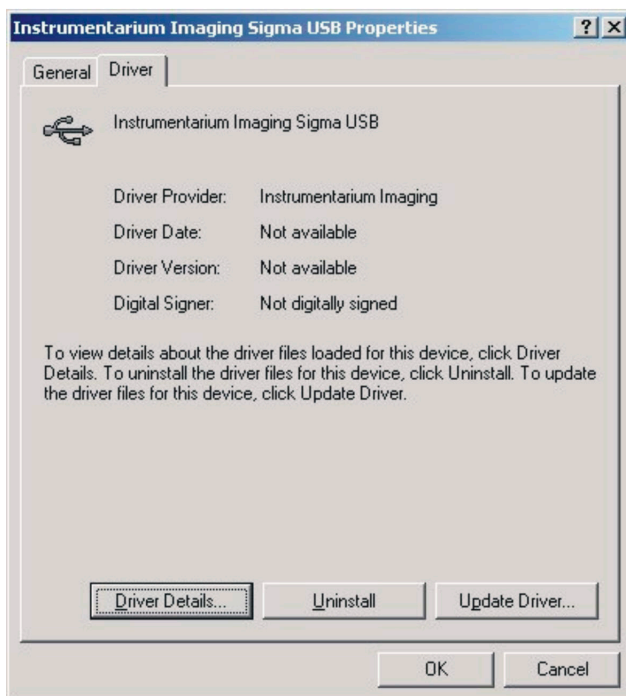 Instrumentarium Imaging Sigma USB Properties ? X
General Driver
Instrumentarium Imaging Sigma USB
Driver Provider: Instrumentarium Imaging
Driver Date: Not available
Driver Version: Not available
Digital Signer: Not digitally signed
To view details about the driver files loaded for this device, click Driver
Details. To uninstall the driver files for this device, click Uninstall. To update
the driver files for this device, click Update Driver.
Driver Details... Uninstall Update Driver...
OK Cancel